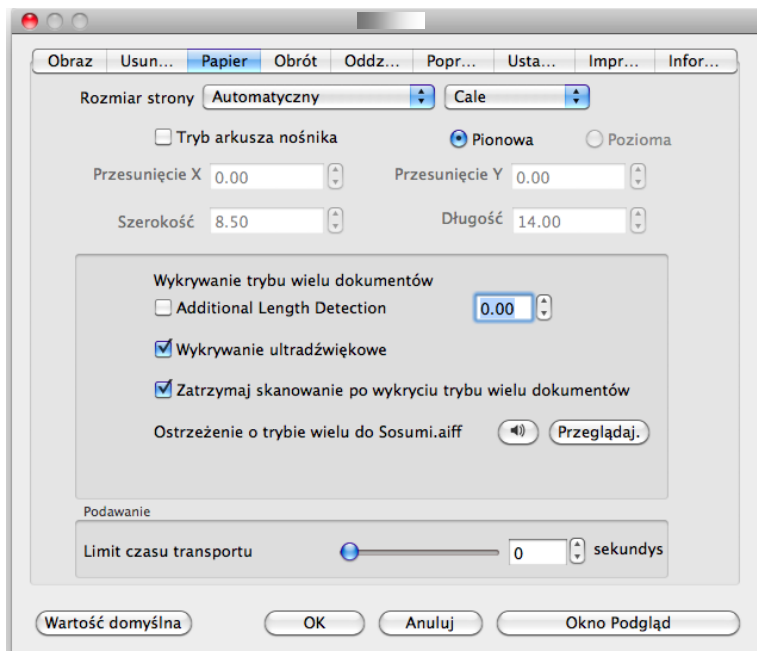 Obraz Usun... Papier Obrót Oddz... Popr... Usta... Impr... Infor...
Rozmiar strony Automatyczny Cale
Tryb arkusza nośnika Pionowa Pozioma
Przesunięcie X 0.00 Przesunięcie Y 0.00
Szerokość 8.50 Długość 14.00
Wykrywanie trybu wielu dokumentów
Additional Length Detection 0.00
Wykrywanie ultradźwiękowe
Zatrzymaj skanowanie po wykryciu trybu wielu dokumentów
Ostrzeżenie o trybie wielu do Sosumi.aiff Przeglądaj.
Podawanie
Limit czasu transportu 0 sekundys
Wartość domyślna OK Anuluj Okno Podgląd